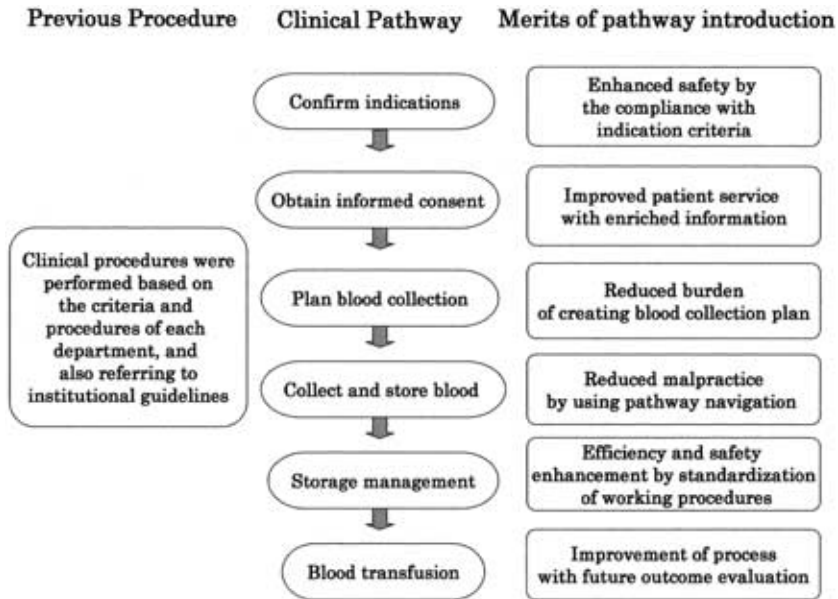 Previous Procedure
Clinical Pathway
Merits of pathway introduction
Clinical procedures were
performed based on
the criteria and
procedures of each
department, and
also referring to
institutional guidelines
Confirm indications
Obtain informed consent
Plan blood collection
Collect and store blood
Storage management
Blood transfusion
Enhanced safety by
the compliance with
indication criteria
Improved patient service
with enriched information
Reduced burden
of creating blood collection plan
Reduced malpractice
by using pathway navigation
Efficiency and safety
enhancement by standardization
of working procedures
Improvement of process
with future outcome evaluation